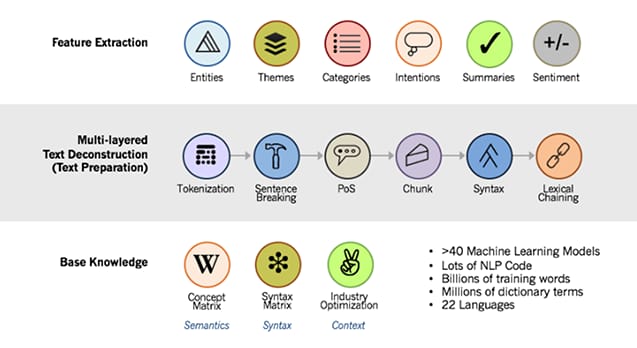 Feature Extraction
+/-
Entities
Themes
Categories
Intentions
Summaries
Sentiment
Multi-layered
Text Deconstruction
(Text Preparation)
Tokenization
Sentence
Breaking
PoS
Chunk
Syntax
Lexical
Chaining
Base Knowledge
W
Concept
Matrix
Semantics
Syntax
Matrix
Syntax
Industry
Optimization
Context
• >40 Machine Learning Models
• Lots of NLP Code
• Billions of training words
• Millions of dictionary terms
• 22 Languages